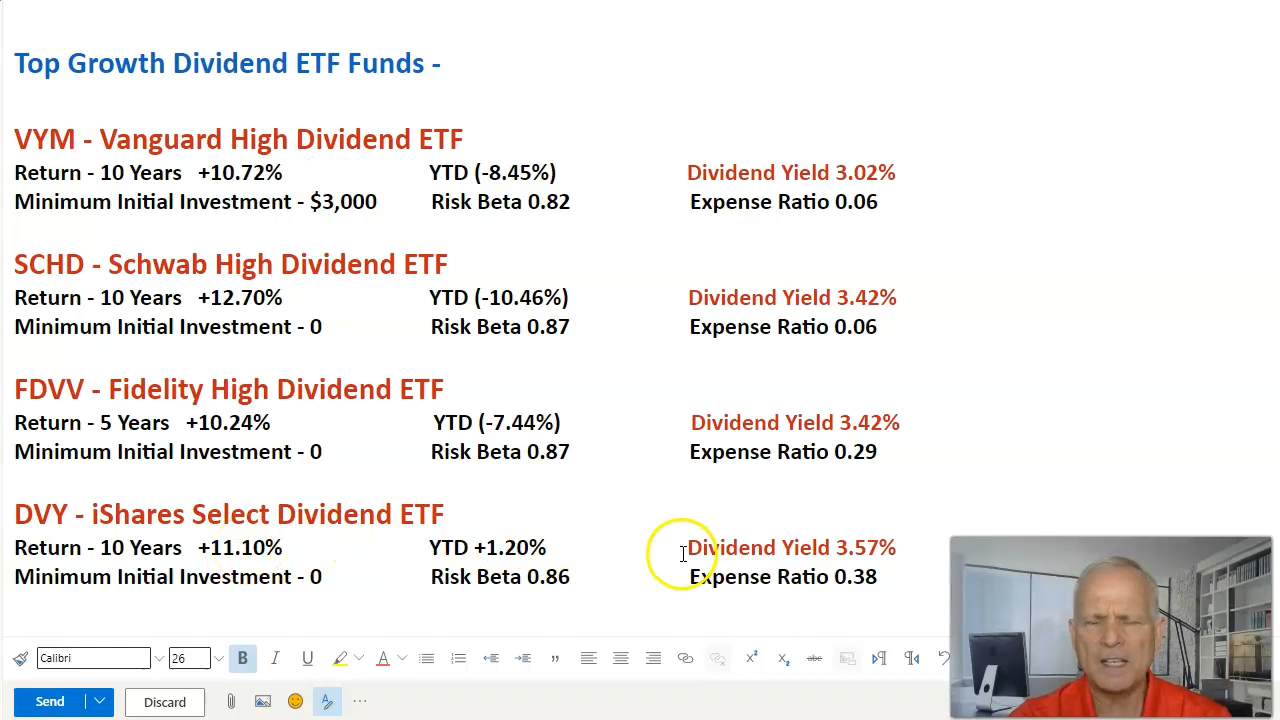 Top Growth Dividend ETF Funds -
VYM - Vanguard High Dividend ETF
Return - 10 Years +10.72% YTD (-8.45%) Dividend Yield 3.02%
Minimum Initial Investment - $3,000 Risk Beta 0.82 Expense Ratio 0.06
SCHD - Schwab High Dividend ETF
Return - 10 Years +12.70% YTD (-10.46%) Dividend Yield 3.42%
Minimum Initial Investment - 0 Risk Beta 0.87 Expense Ratio 0.06
FDVV - Fidelity High Dividend ETF
Return - 5 Years +10.24% YTD (-7.44%) Dividend Yield 3.42%
Minimum Initial Investment - 0 Risk Beta 0.87 Expense Ratio 0.29
DVY - iShares Select Dividend ETF
Return - 10 Years +11.10% YTD +1.20% Dividend Yield 3.57%
Minimum Initial Investment - 0 Risk Beta 0.86 Expense Ratio 0.38
Calibri 26 B I U A x² x₂ abc
Send Discard